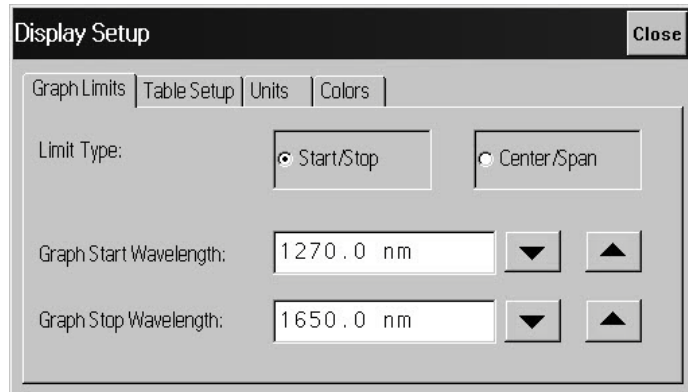 Display Setup Close
Graph Limits Table Setup Units Colors
Limit Type: Start/Stop Center/Span
Graph Start Wavelength: 1270.0 nm
Graph Stop Wavelength: 1650.0 nm